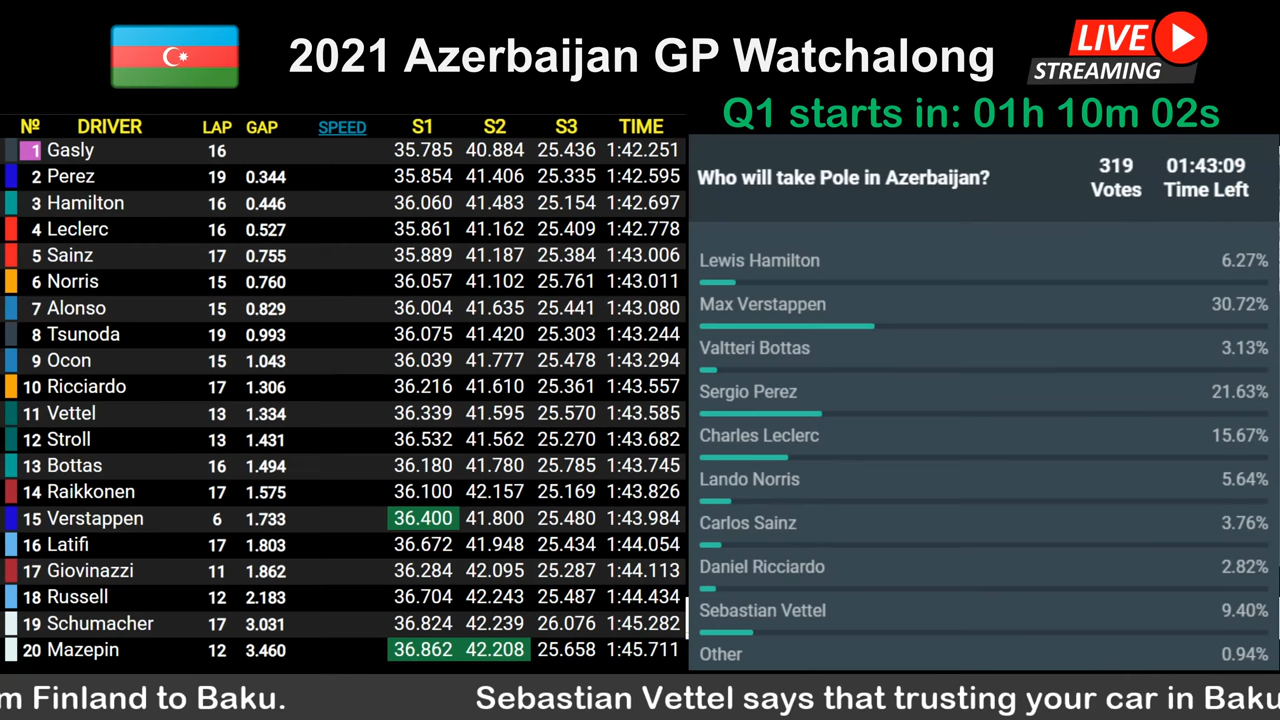 2021 Azerbaijan GP Watchalong
LIVE
STREAMING
Q1 starts in: 01h 10m 02s
Nº DRIVER LAP GAP SPEED S1 S2 S3 TIME
1 Gasly 16 35.785 40.884 25.436 1:42.251
2 Perez 19 0.344 35.854 41.406 25.335 1:42.595
3 Hamilton 16 0.446 36.060 41.483 25.154 1:42.697
4 Leclerc 16 0.527 35.861 41.162 25.409 1:42.778
5 Sainz 17 0.755 35.889 41.187 25.384 1:43.006
6 Norris 15 0.760 36.057 41.102 25.761 1:43.011
7 Alonso 15 0.829 36.004 41.635 25.441 1:43.080
8 Tsunoda 19 0.993 36.075 41.420 25.303 1:43.244
9 Ocon 15 1.043 36.039 41.777 25.478 1:43.294
10 Ricciardo 17 1.306 36.216 41.610 25.361 1:43.557
11 Vettel 13 1.334 36.339 41.595 25.570 1:43.585
12 Stroll 13 1.431 36.532 41.562 25.270 1:43.682
13 Bottas 16 1.494 36.180 41.780 25.785 1:43.745
14 Raikkonen 17 1.575 36.100 42.157 25.169 1:43.826
15 Verstappen 6 1.733 36.400 41.800 25.480 1:43.984
16 Latifi 17 1.803 36.672 41.948 25.434 1:44.054
17 Giovinazzi 11 1.862 36.284 42.095 25.287 1:44.113
18 Russell 12 2.183 36.704 42.243 25.487 1:44.434
19 Schumacher 17 3.031 36.824 42.239 26.076 1:45.282
20 Mazepin 12 3.460 36.862 42.208 25.658 1:45.711
Who will take Pole in Azerbaijan?
319 01:43:09
Votes Time Left
Lewis Hamilton 6.27%
Max Verstappen 30.72%
Valtteri Bottas 3.13%
Sergio Perez 21.63%
Charles Leclerc 15.67%
Lando Norris 5.64%
Carlos Sainz 3.76%
Daniel Ricciardo 2.82%
Sebastian Vettel 9.40%
Other 0.94%
m Finland to Baku. Sebastian Vettel says that trusting your car in Baku